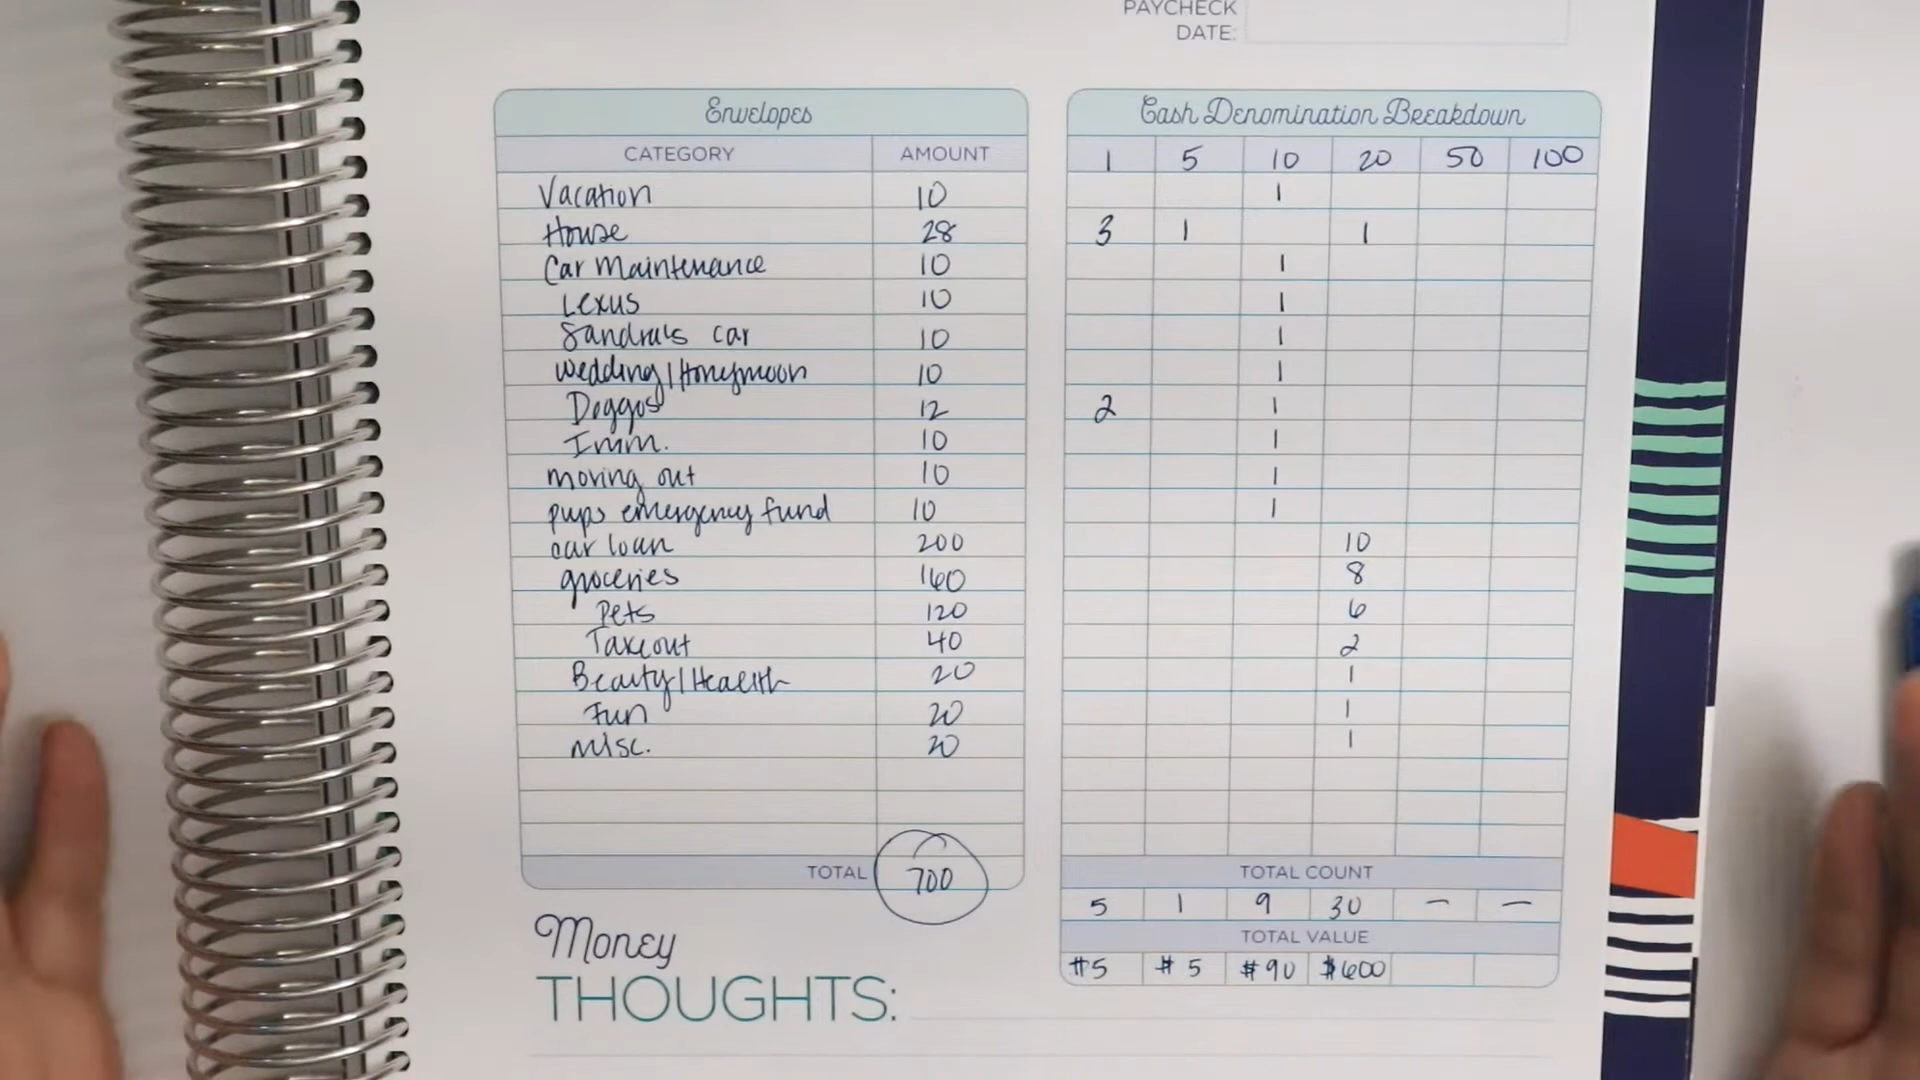 PAYCHECK
DATE:
Envelopes
CATEGORY AMOUNT
Vacation 10
House 28
Car Maintenance 10
Lexus 10
Sandra's car 10
Wedding/Honeymoon 10
Doggos 12
Imm. 10
moving out 10
pups emergency fund 10
car loan 200
groceries 160
Pets 120
Takeout 40
Beauty/Health 20
Fun 20
misc. 20
TOTAL 700
Cash Denomination Breakdown
1 5 10 20 50 100
1
3 1 1
1
1
1
1
2 1
1
1
1
10
8
6
2
1
1
1
TOTAL COUNT
5 1 9 30 – –
TOTAL VALUE
$5 $5 $90 $600
Money
THOUGHTS: